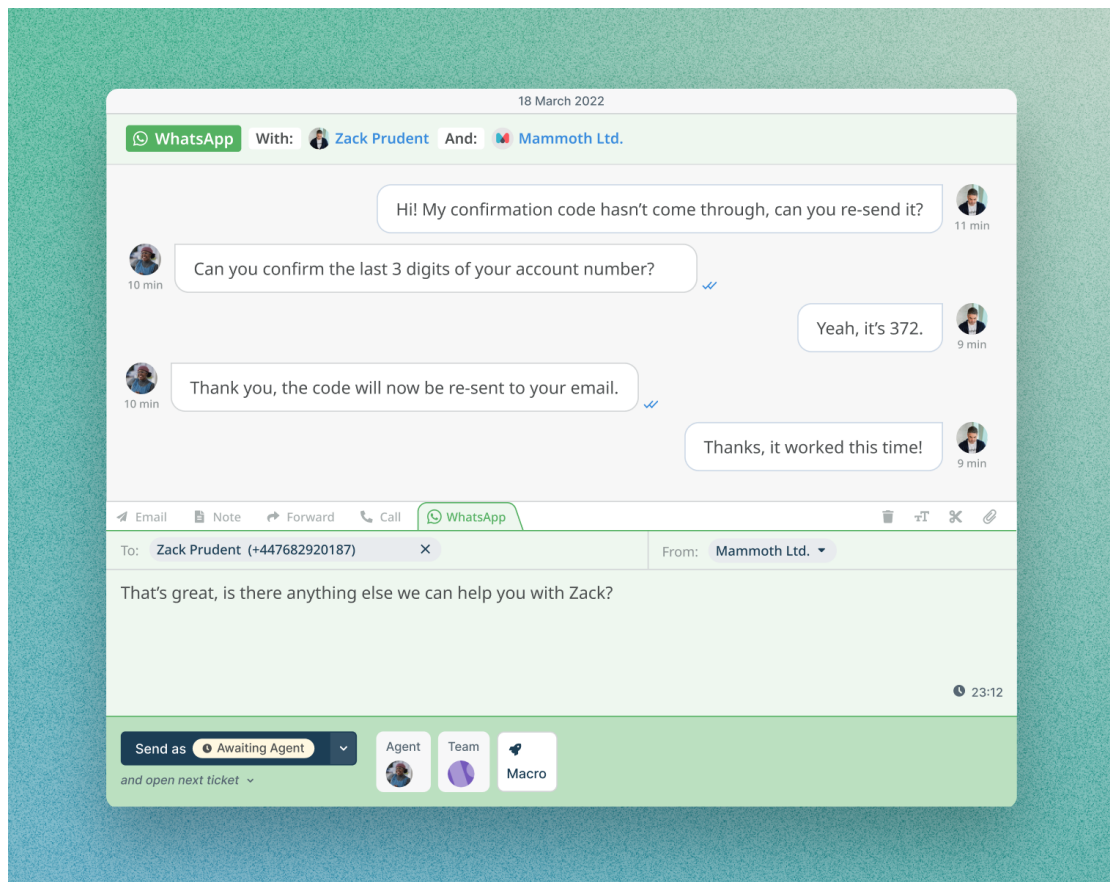 18 March 2022
WhatsApp With: Zack Prudent And: Mammoth Ltd.
Hi! My confirmation code hasn’t come through, can you re-send it?
11 min
Can you confirm the last 3 digits of your account number?
10 min
Yeah, it’s 372.
9 min
Thank you, the code will now be re-sent to your email.
10 min
Thanks, it worked this time!
9 min
Email Note Forward Call WhatsApp
To: Zack Prudent (+447682920187) From: Mammoth Ltd.
That’s great, is there anything else we can help you with Zack?
23:12
Send as Awaiting Agent
and open next ticket
Agent Team
Macro